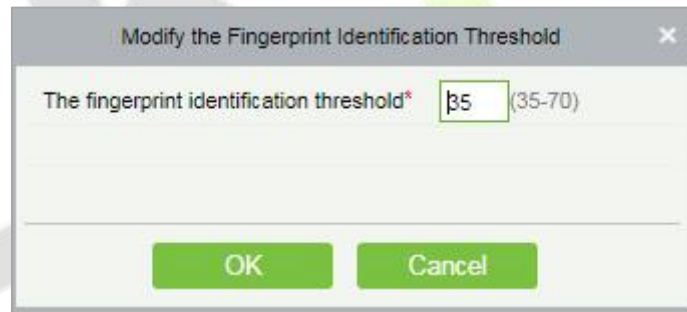 Modify the Fingerprint Identification Threshold ×
The fingerprint identification threshold* 35 (35-70)
OK Cancel